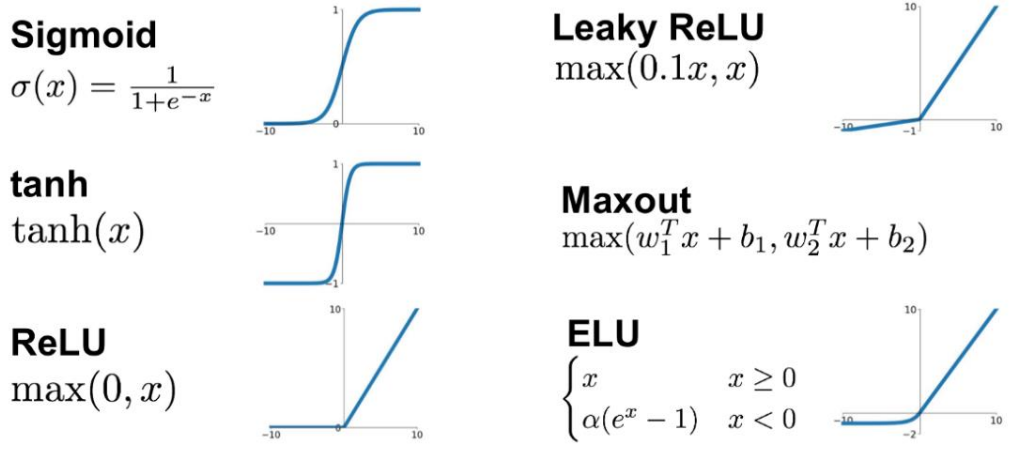 Sigmoid
σ(x) = 1/(1+e^{-x})
1
0
-10
10
tanh
tanh(x)
1
-10
10
-1
ReLU
max(0, x)
10
0
-10
10
Leaky ReLU
max(0.1x, x)
10
-10
-1
10
Maxout
max(w_1^T x + b_1, w_2^T x + b_2)
ELU
x x ≥ 0
α(e^x − 1) x < 0
10
-10
-2
10